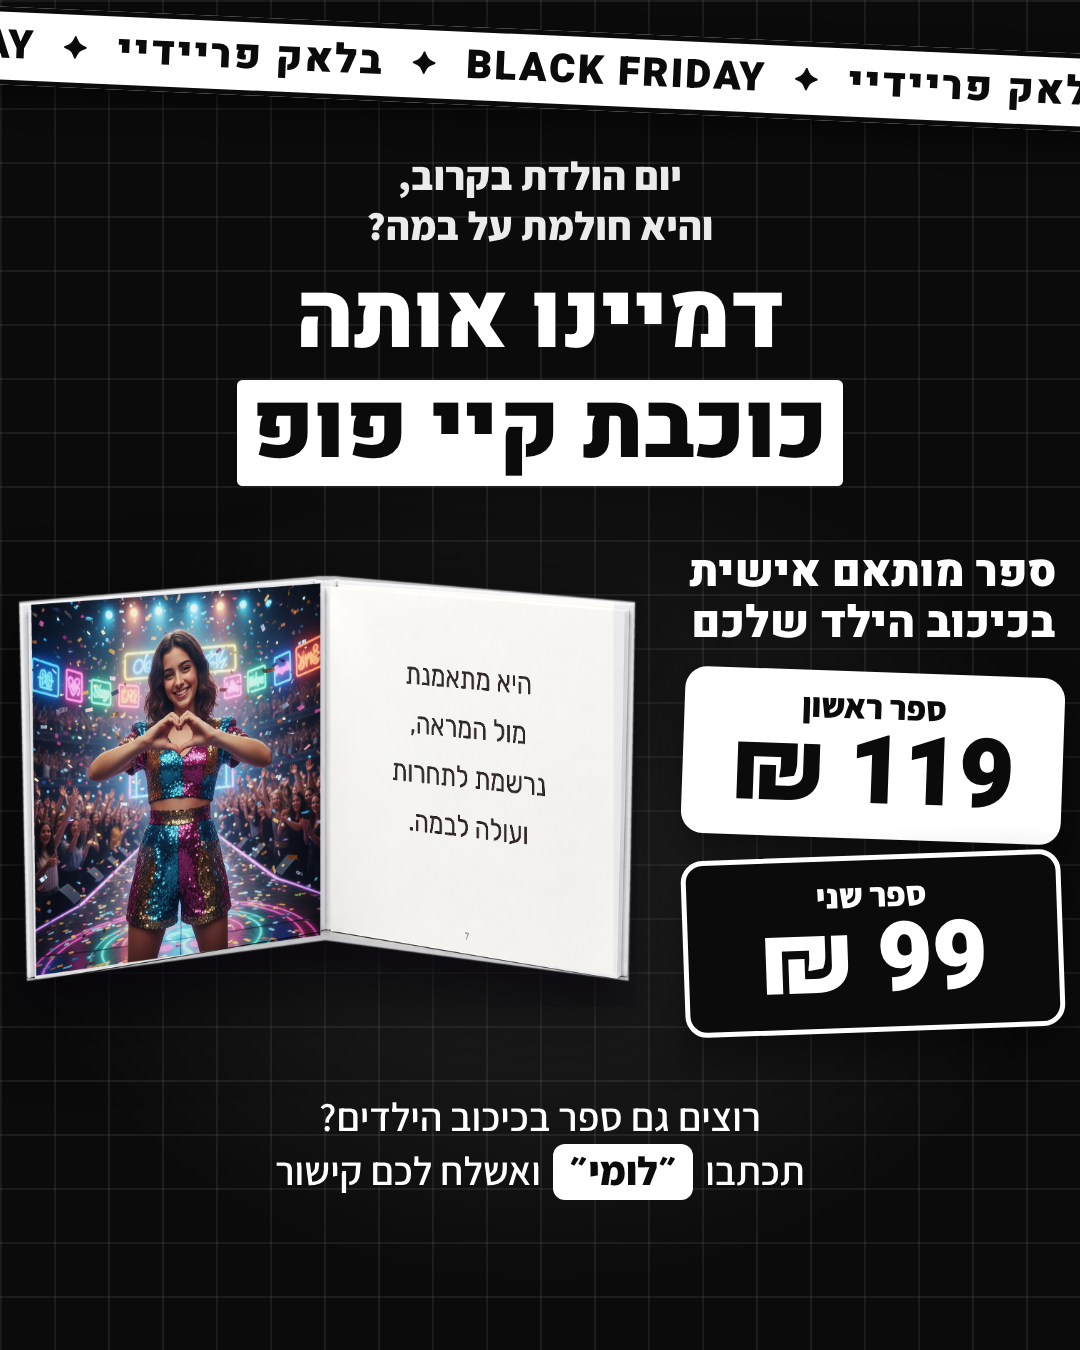 בלאק פריידיי ✦ BLACK FRIDAY ✦ בלאק פריידיי ✦ AY
יום הולדת בקרוב,
והיא חולמת על במה?
דמיינו אותה
כוכבת קיי פופ
ספר מותאם אישית
בכיכוב הילד שלכם
ספר ראשון
119 ₪
ספר שני
99 ₪
היא מתאמנת
מול המראה,
נרשמת לתחרות
ועולה לבמה.
7
רוצים גם ספר בכיכוב הילדים?
תכתבו ״לומי״ ואשלח לכם קישור